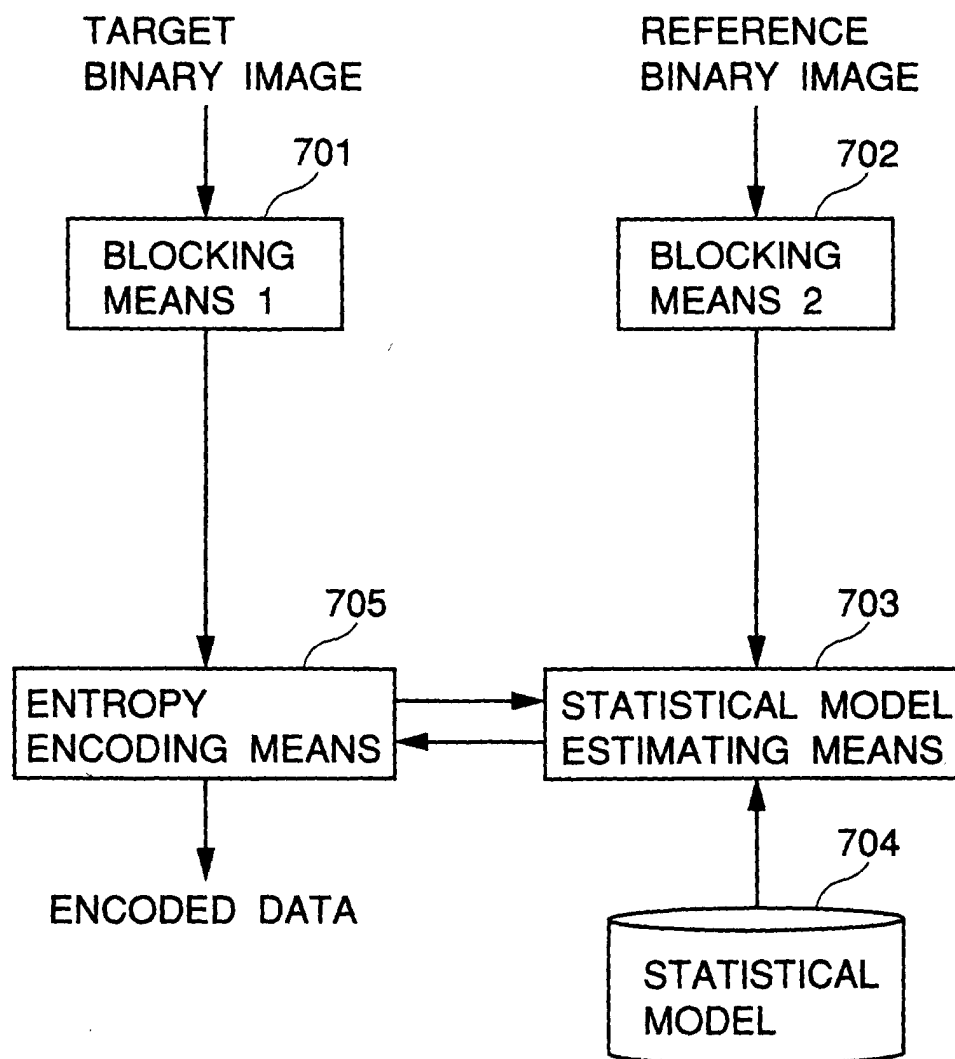 TARGET
BINARY IMAGE
REFERENCE
BINARY IMAGE
701
702
BLOCKING
MEANS 1
BLOCKING
MEANS 2
705
703
ENTROPY
ENCODING MEANS
STATISTICAL MODEL
ESTIMATING MEANS
704
ENCODED DATA
STATISTICAL
MODEL